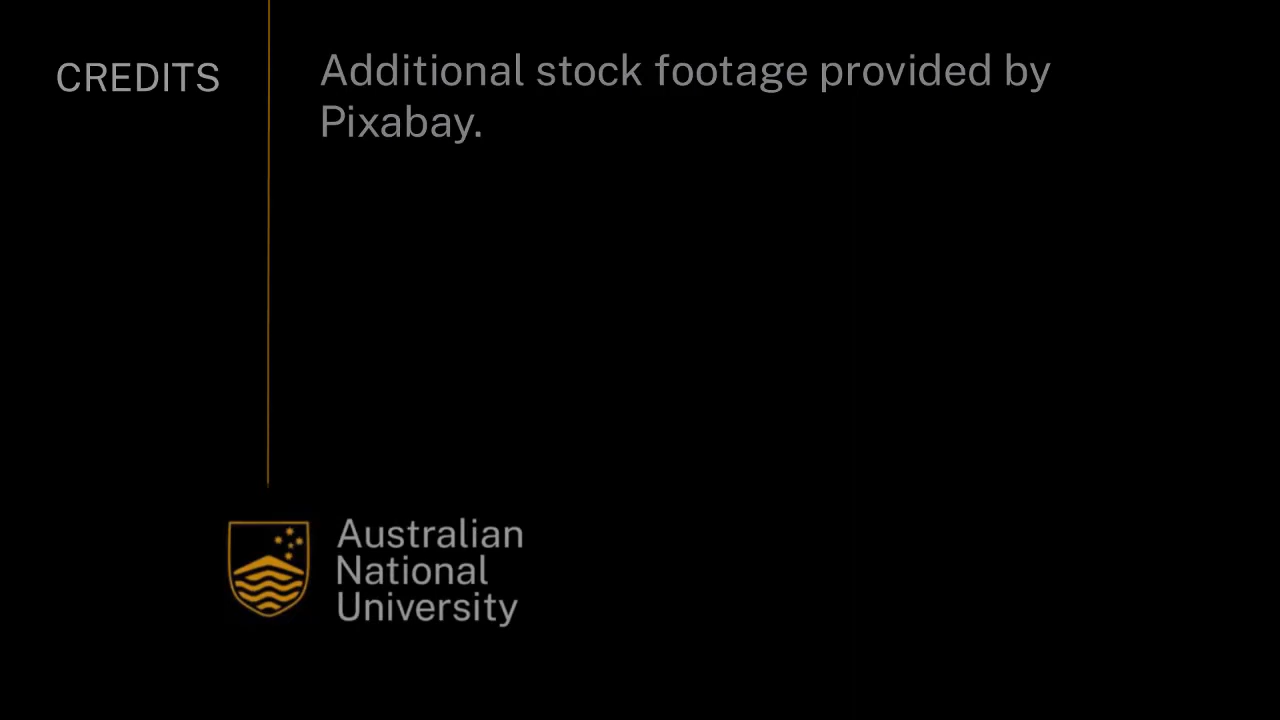 CREDITS
Additional stock footage provided by
Pixabay.
Australian
National
University